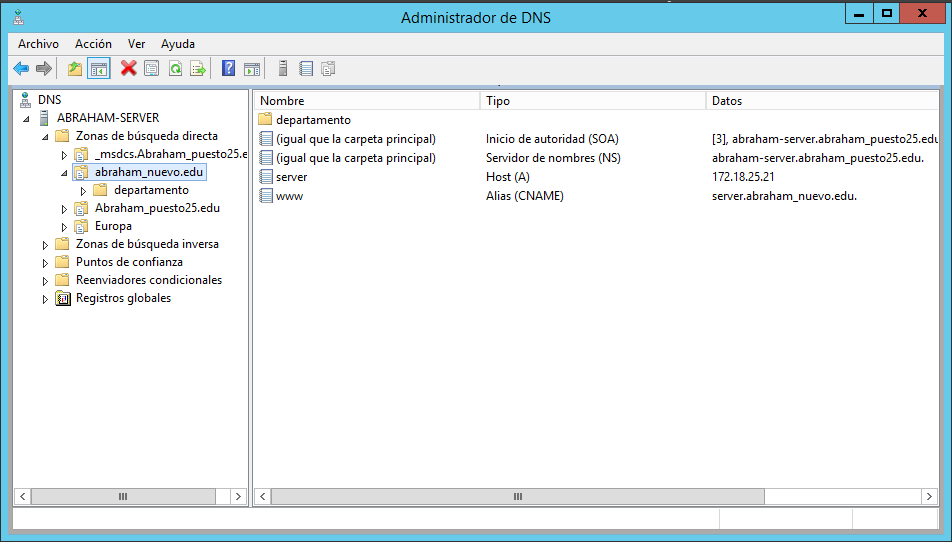 Administrador de DNS
Archivo Acción Ver Ayuda
DNS
ABRAHAM-SERVER
Zonas de búsqueda directa
_msdcs.Abraham_puesto25.e
abraham_nuevo.edu
departamento
Abraham_puesto25.edu
Europa
Zonas de búsqueda inversa
Puntos de confianza
Reenviadores condicionales
Registros globales
Nombre Tipo Datos
departamento
(igual que la carpeta principal) Inicio de autoridad (SOA) [3], abraham-server.abraham_puesto25.edu
(igual que la carpeta principal) Servidor de nombres (NS) abraham-server.abraham_puesto25.edu.
server Host (A) 172.18.25.21
www Alias (CNAME) server.abraham_nuevo.edu.